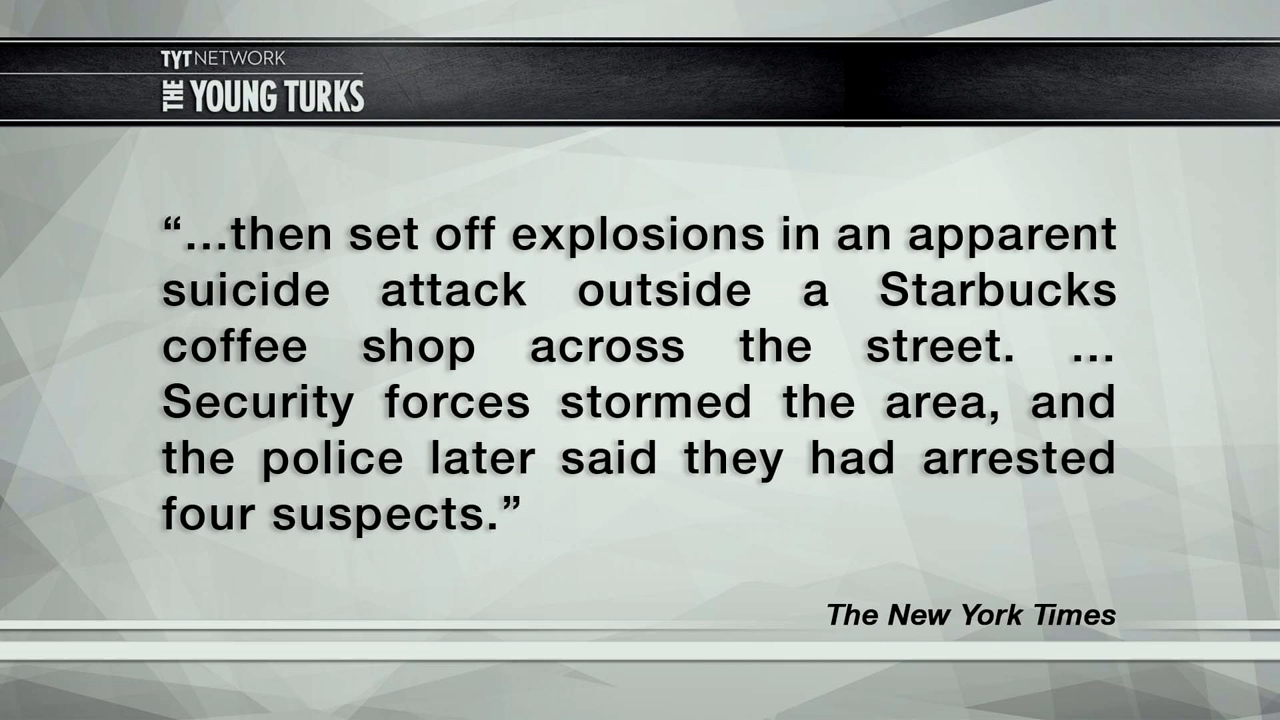 TYT NETWORK
THE YOUNG TURKS
“...then set off explosions in an apparent
suicide attack outside a Starbucks
coffee shop across the street. ...
Security forces stormed the area, and
the police later said they had arrested
four suspects.”
The New York Times